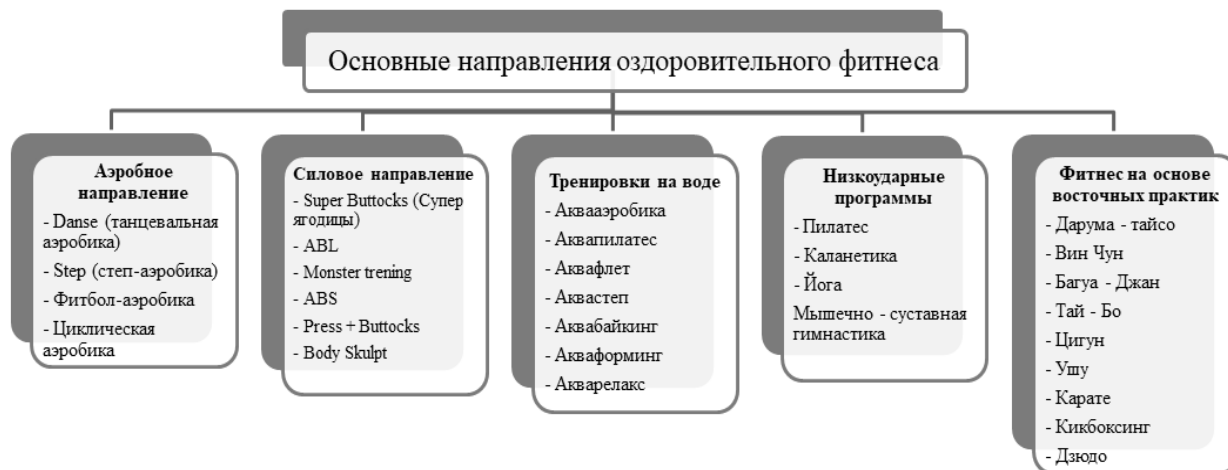 Основные направления оздоровительного фитнеса
Аэробное
направление
- Danse (танцевальная
аэробика)
- Step (степ-аэробика)
- Фитбол-аэробика
- Циклическая
аэробика
Силовое направление
- Super Buttocks (Супер
ягодицы)
- ABL
- Monster trening
- ABS
- Press + Buttocks
- Body Skulpt
Тренировки на воде
- Аквааэробика
- Аквапилатес
- Аквафлет
- Аквастеп
- Аквабайкинг
- Акваформинг
- Акварелакс
Низкоударные
программы
- Пилатес
- Каланетика
- Йога
Мышечно - суставная
гимнастика
Фитнес на основе
восточных практик
- Дарума - тайсо
- Вин Чун
- Багуа - Джан
- Тай - Бо
- Цигун
- Ушу
- Карате
- Кикбоксинг
- Дзюдо